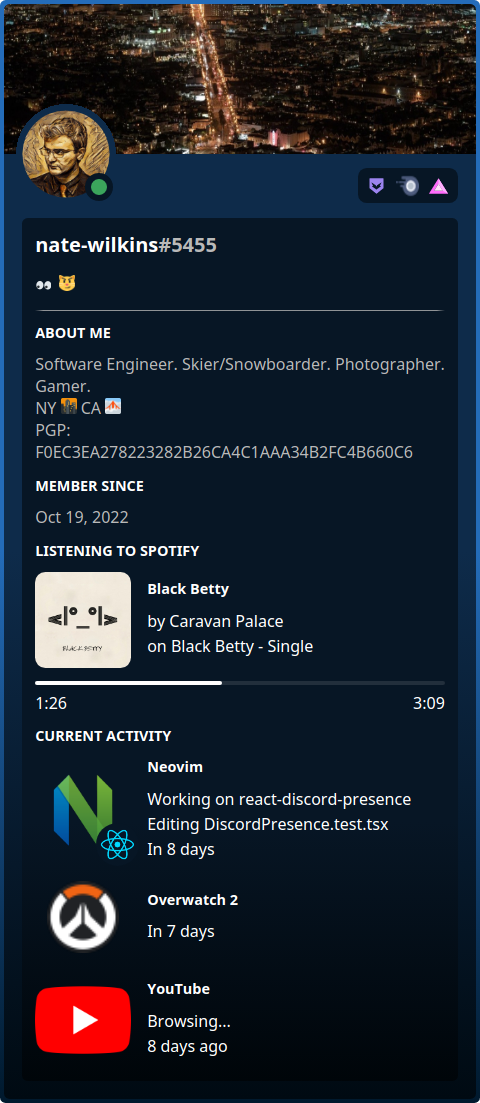 nate-wilkins#5455
👀 😼
ABOUT ME
Software Engineer. Skier/Snowboarder. Photographer.
Gamer.
NY 🌃 CA 🌉
PGP:
F0EC3EA278223282B26CA4C1AAA34B2FC4B660C6
MEMBER SINCE
Oct 19, 2022
LISTENING TO SPOTIFY
<|°_°|>
BLACK BETTY
Black Betty
by Caravan Palace
on Black Betty - Single
1:26 3:09
CURRENT ACTIVITY
Neovim
Working on react-discord-presence
Editing DiscordPresence.test.tsx
In 8 days
Overwatch 2
In 7 days
YouTube
Browsing...
8 days ago